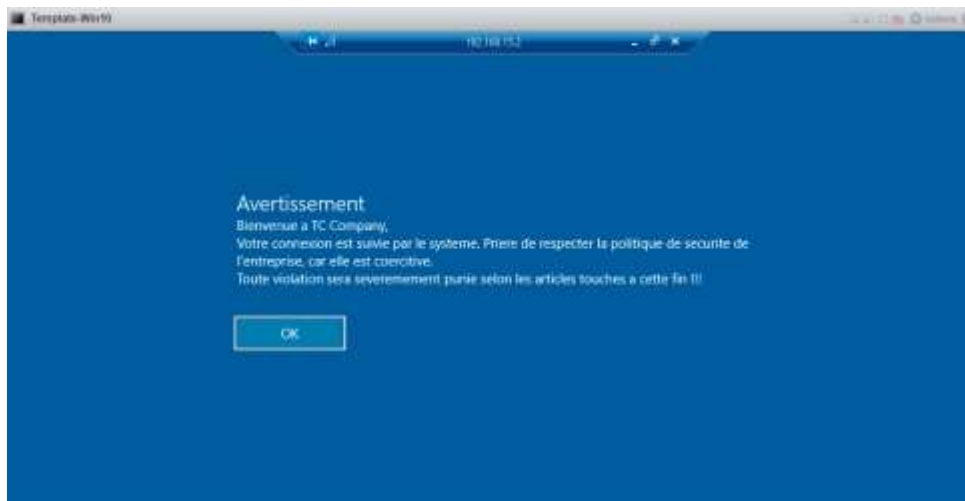 Template-Win10
Avertissement
Bienvenue a TC Company,
Votre connexion est suivie par le systeme. Priere de respecter la politique de securite de
l'entreprise, car elle est coercitive.
Toute violation sera severemement punie selon les articles touches a cette fin !!!
OK